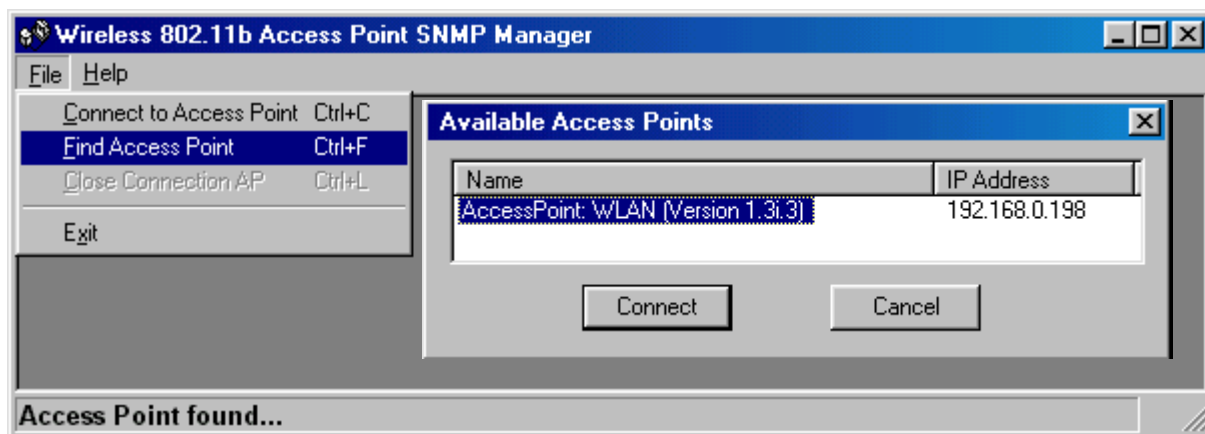 Wireless 802.11b Access Point SNMP Manager
File Help
Connect to Access Point Ctrl+C
Find Access Point Ctrl+F
Close Connection AP Ctrl+L
Exit
Available Access Points
Name IP Address
AccessPoint: WLAN (Version 1.3i.3) 192.168.0.198
Connect Cancel
Access Point found...